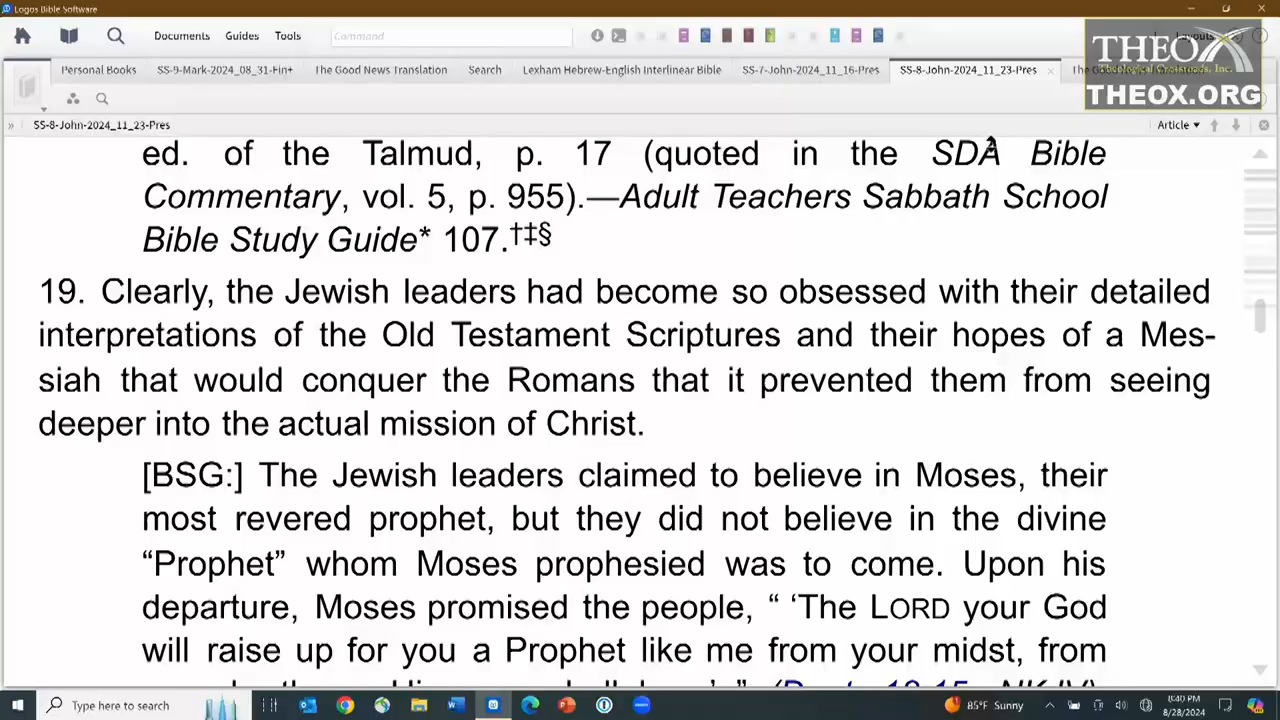 Logos Bible Software
Documents Guides Tools Command
THEOX
Theological Crossroads, Inc.
THEOX.ORG
Personal Books SS-9-Mark-2024_08_31-Fin+ The Good News Translation Search Lexham Hebrew-English Interlinear Bible SS-7-John-2024_11_16-Pres SS-8-John-2024_11_23-Pres
SS-8-John-2024_11_23-Pres Article
ed. of the Talmud, p. 17 (quoted in the SDA Bible
Commentary, vol. 5, p. 955).—Adult Teachers Sabbath School
Bible Study Guide* 107.†‡§
19. Clearly, the Jewish leaders had become so obsessed with their detailed
interpretations of the Old Testament Scriptures and their hopes of a Mes-
siah that would conquer the Romans that it prevented them from seeing
deeper into the actual mission of Christ.
[BSG:] The Jewish leaders claimed to believe in Moses, their
most revered prophet, but they did not believe in the divine
“Prophet” whom Moses prophesied was to come. Upon his
departure, Moses promised the people, “ ‘The LORD your God
will raise up for you a Prophet like me from your midst, from
Type here to search 85°F Sunny 8:40 PM
8/28/2024